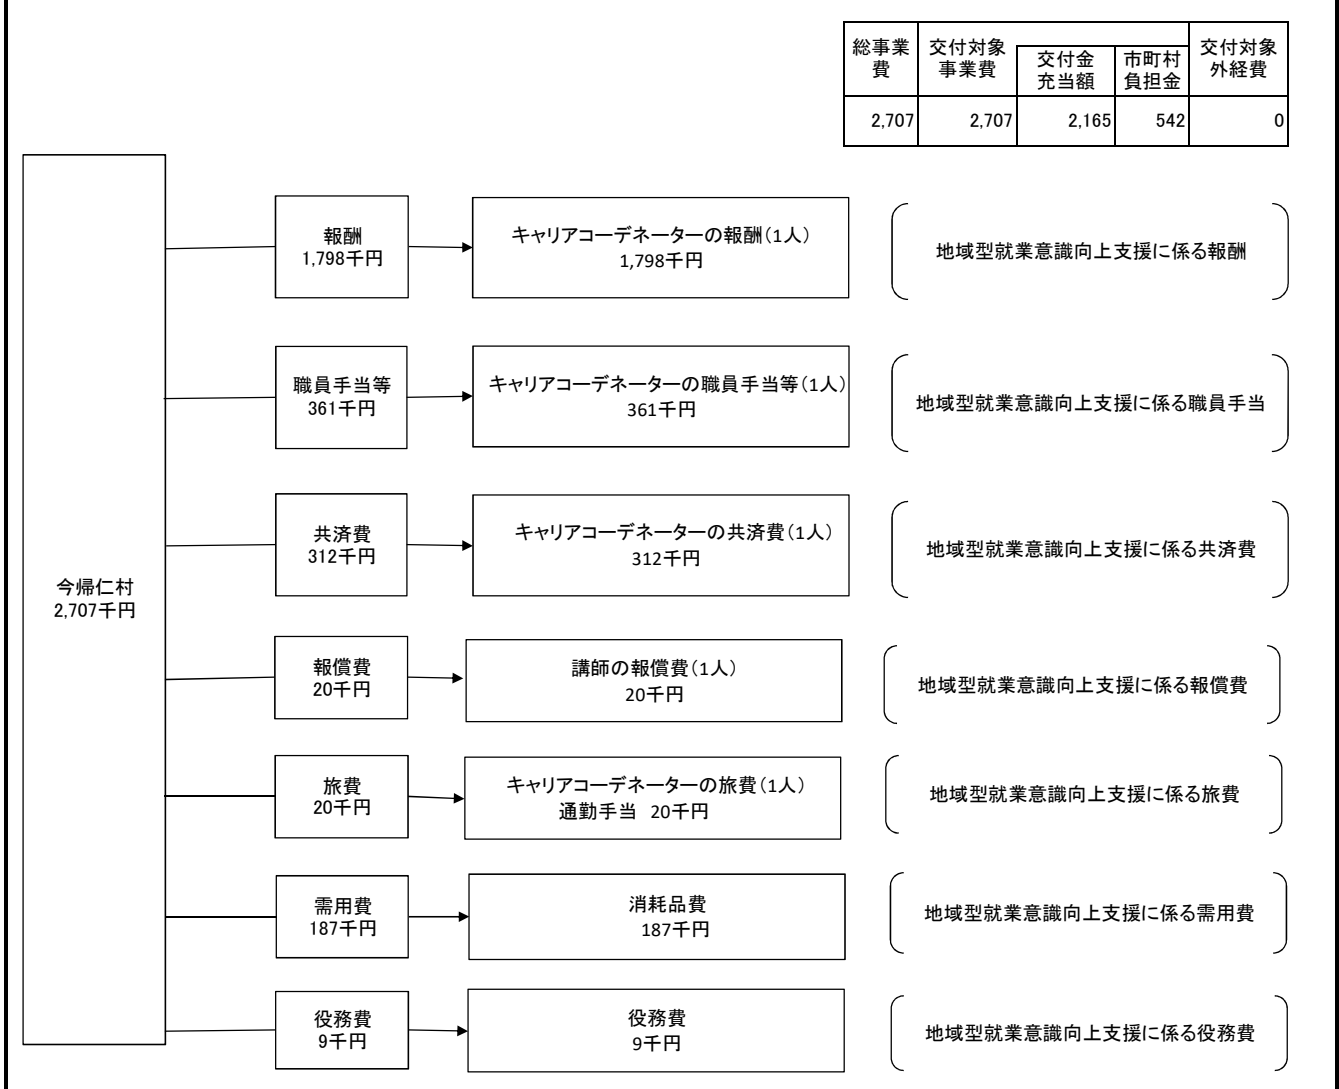 総事業費
交付対象事業費
交付金充当額
市町村負担金
交付対象外経費
2,707
2,707
2,165
542
0
今帰仁村
2,707千円
報酬
1,798千円
キャリアコーデネーターの報酬(1人)
1,798千円
地域型就業意識向上支援に係る報酬
職員手当等
361千円
キャリアコーデネーターの職員手当等(1人)
361千円
地域型就業意識向上支援に係る職員手当
共済費
312千円
キャリアコーデネーターの共済費(1人)
312千円
地域型就業意識向上支援に係る共済費
報償費
20千円
講師の報償費(1人)
20千円
地域型就業意識向上支援に係る報償費
旅費
20千円
キャリアコーデネーターの旅費(1人)
通勤手当 20千円
地域型就業意識向上支援に係る旅費
需用費
187千円
消耗品費
187千円
地域型就業意識向上支援に係る需用費
役務費
9千円
役務費
9千円
地域型就業意識向上支援に係る役務費